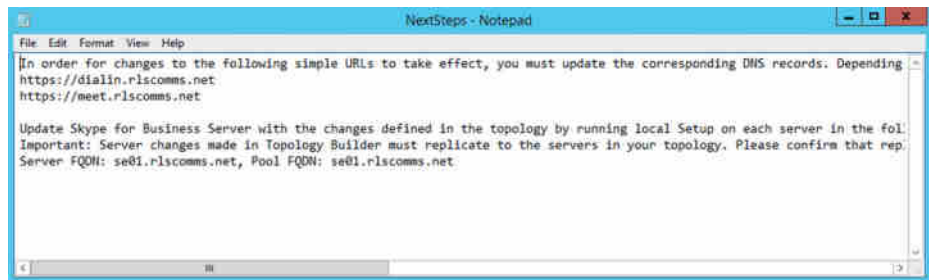 NextSteps - Notepad
File Edit Format View Help
In order for changes to the following simple URLs to take effect, you must update the corresponding DNS records. Depending
https://dialin.rlscomms.net
https://meet.rlscomms.net
Update Skype for Business Server with the changes defined in the topology by running local Setup on each server in the fol
Important: Server changes made in Topology Builder must replicate to the servers in your topology. Please confirm that rep
Server FQDN: se01.rlscomms.net, Pool FQDN: se01.rlscomms.net